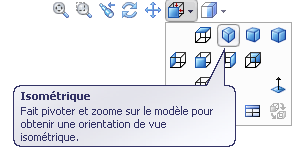 Isométrique
Fait pivoter et zoome sur le modèle pour
obtenir une orientation de vue
isométrique.